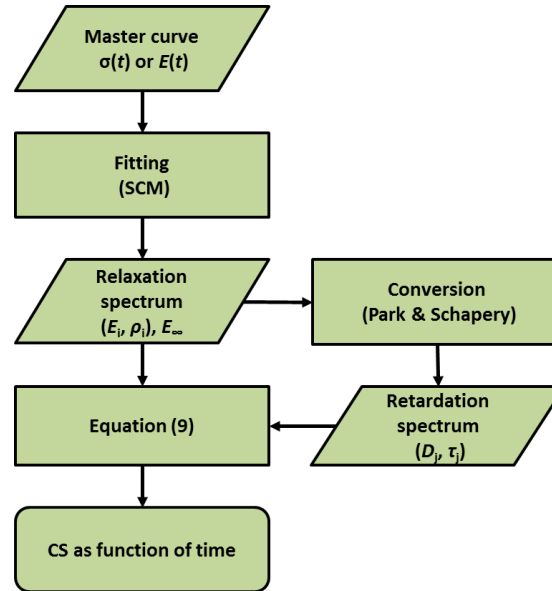 Master curve
σ(t) or E(t)
Fitting
(SCM)
Relaxation
spectrum
(Eᵢ, ρᵢ), E∞
Conversion
(Park & Schapery)
Equation (9)
Retardation
spectrum
(Dⱼ, τⱼ)
CS as function of time